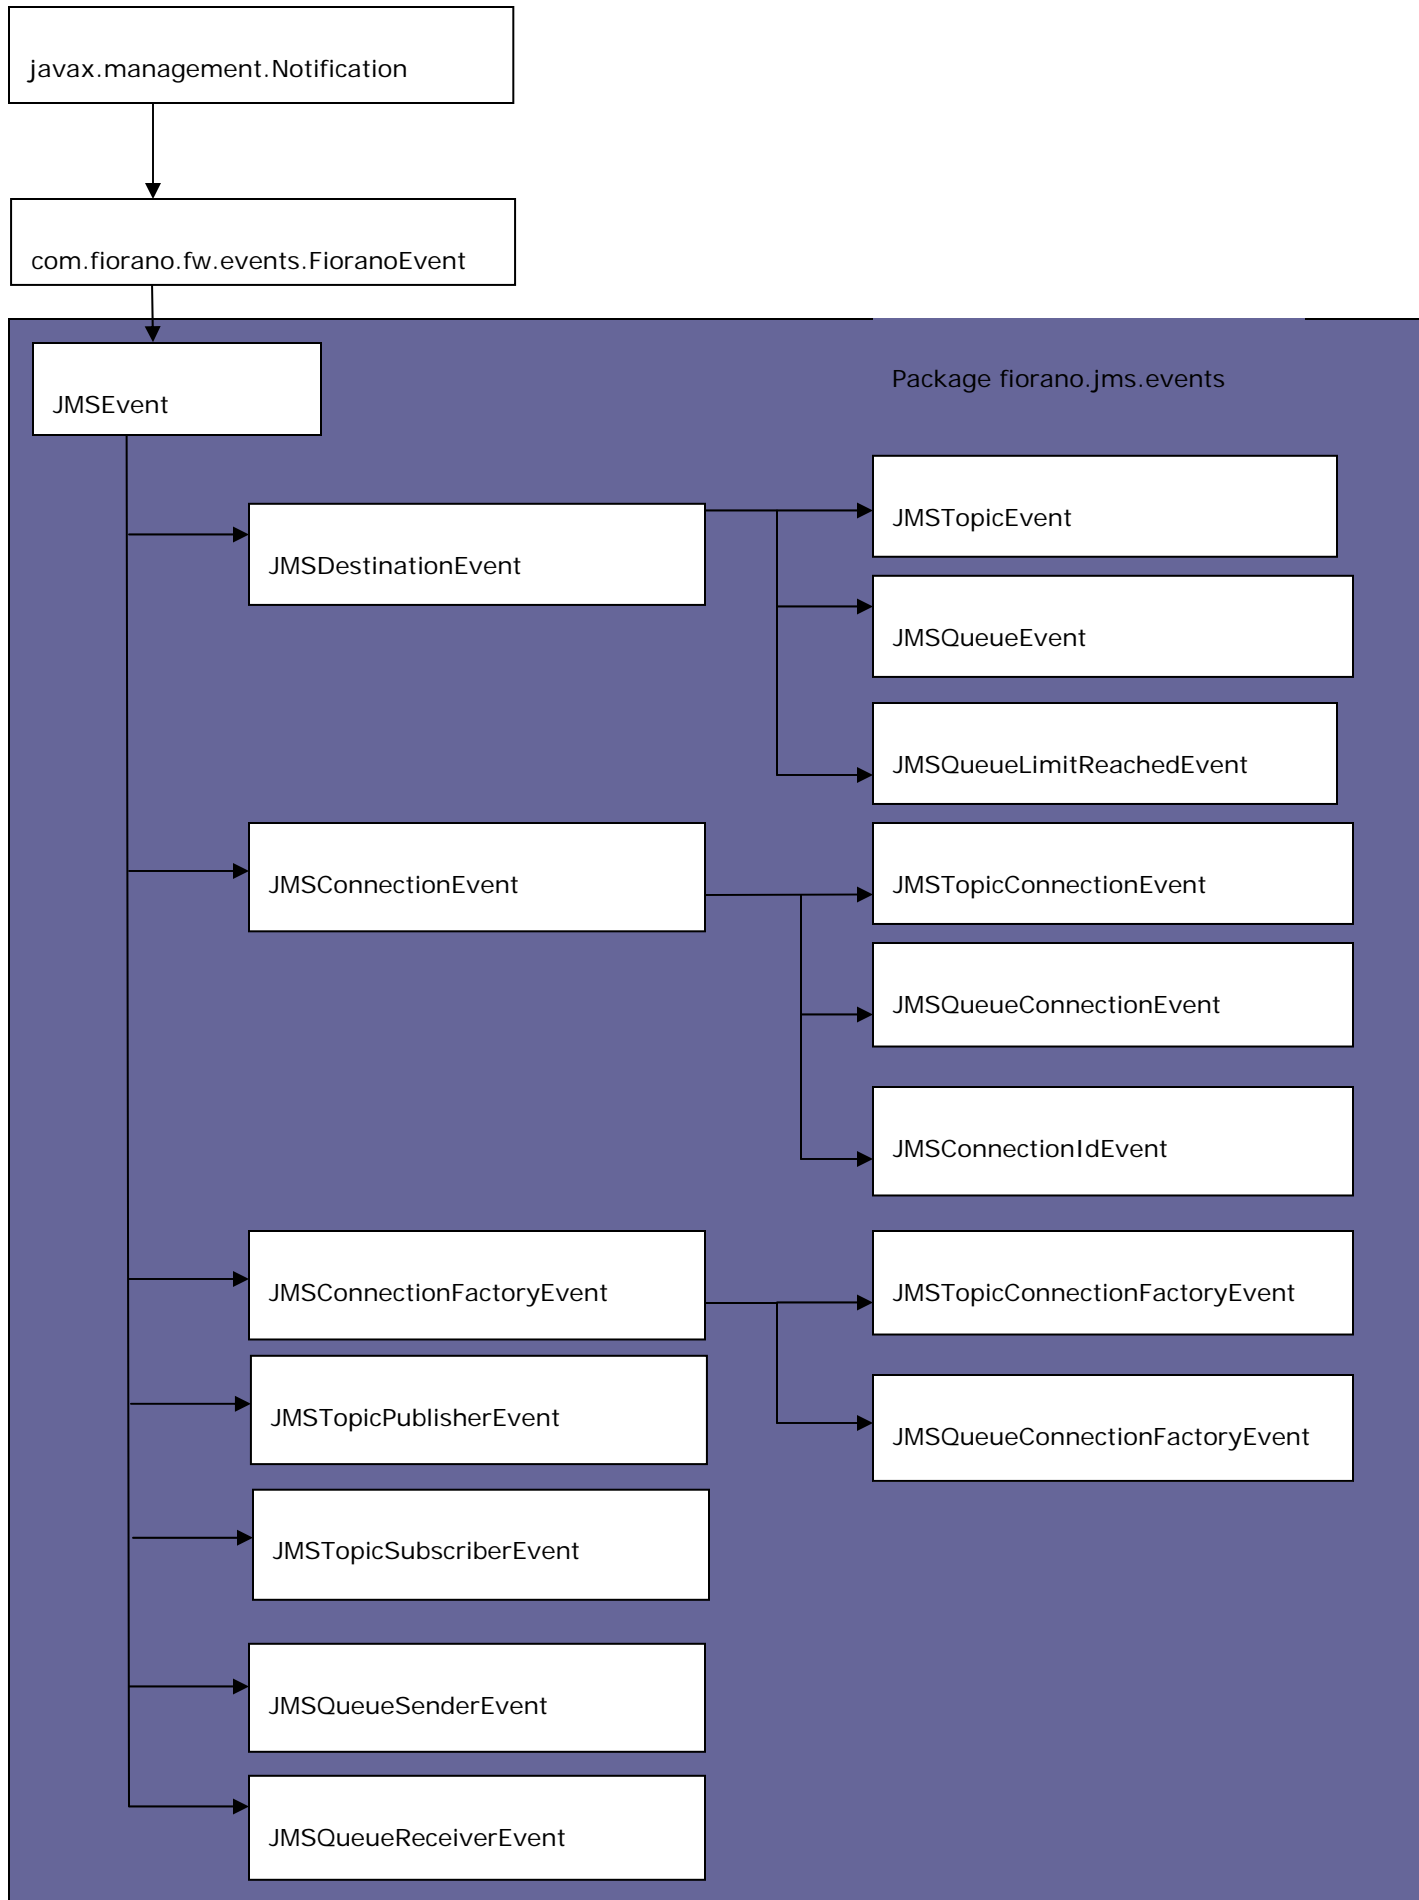 javax.management.Notification
com.fiorano.fw.events.FioranoEvent
Package fiorano.jms.events
JMSEvent
JMSTopicEvent
JMSDestinationEvent
JMSQueueEvent
JMSQueueLimitReachedEvent
JMSConnectionEvent
JMSTopicConnectionEvent
JMSQueueConnectionEvent
JMSConnectionIdEvent
JMSConnectionFactoryEvent
JMSTopicConnectionFactoryEvent
JMSTopicPublisherEvent
JMSQueueConnectionFactoryEvent
JMSTopicSubscriberEvent
JMSQueueSenderEvent
JMSQueueReceiverEvent